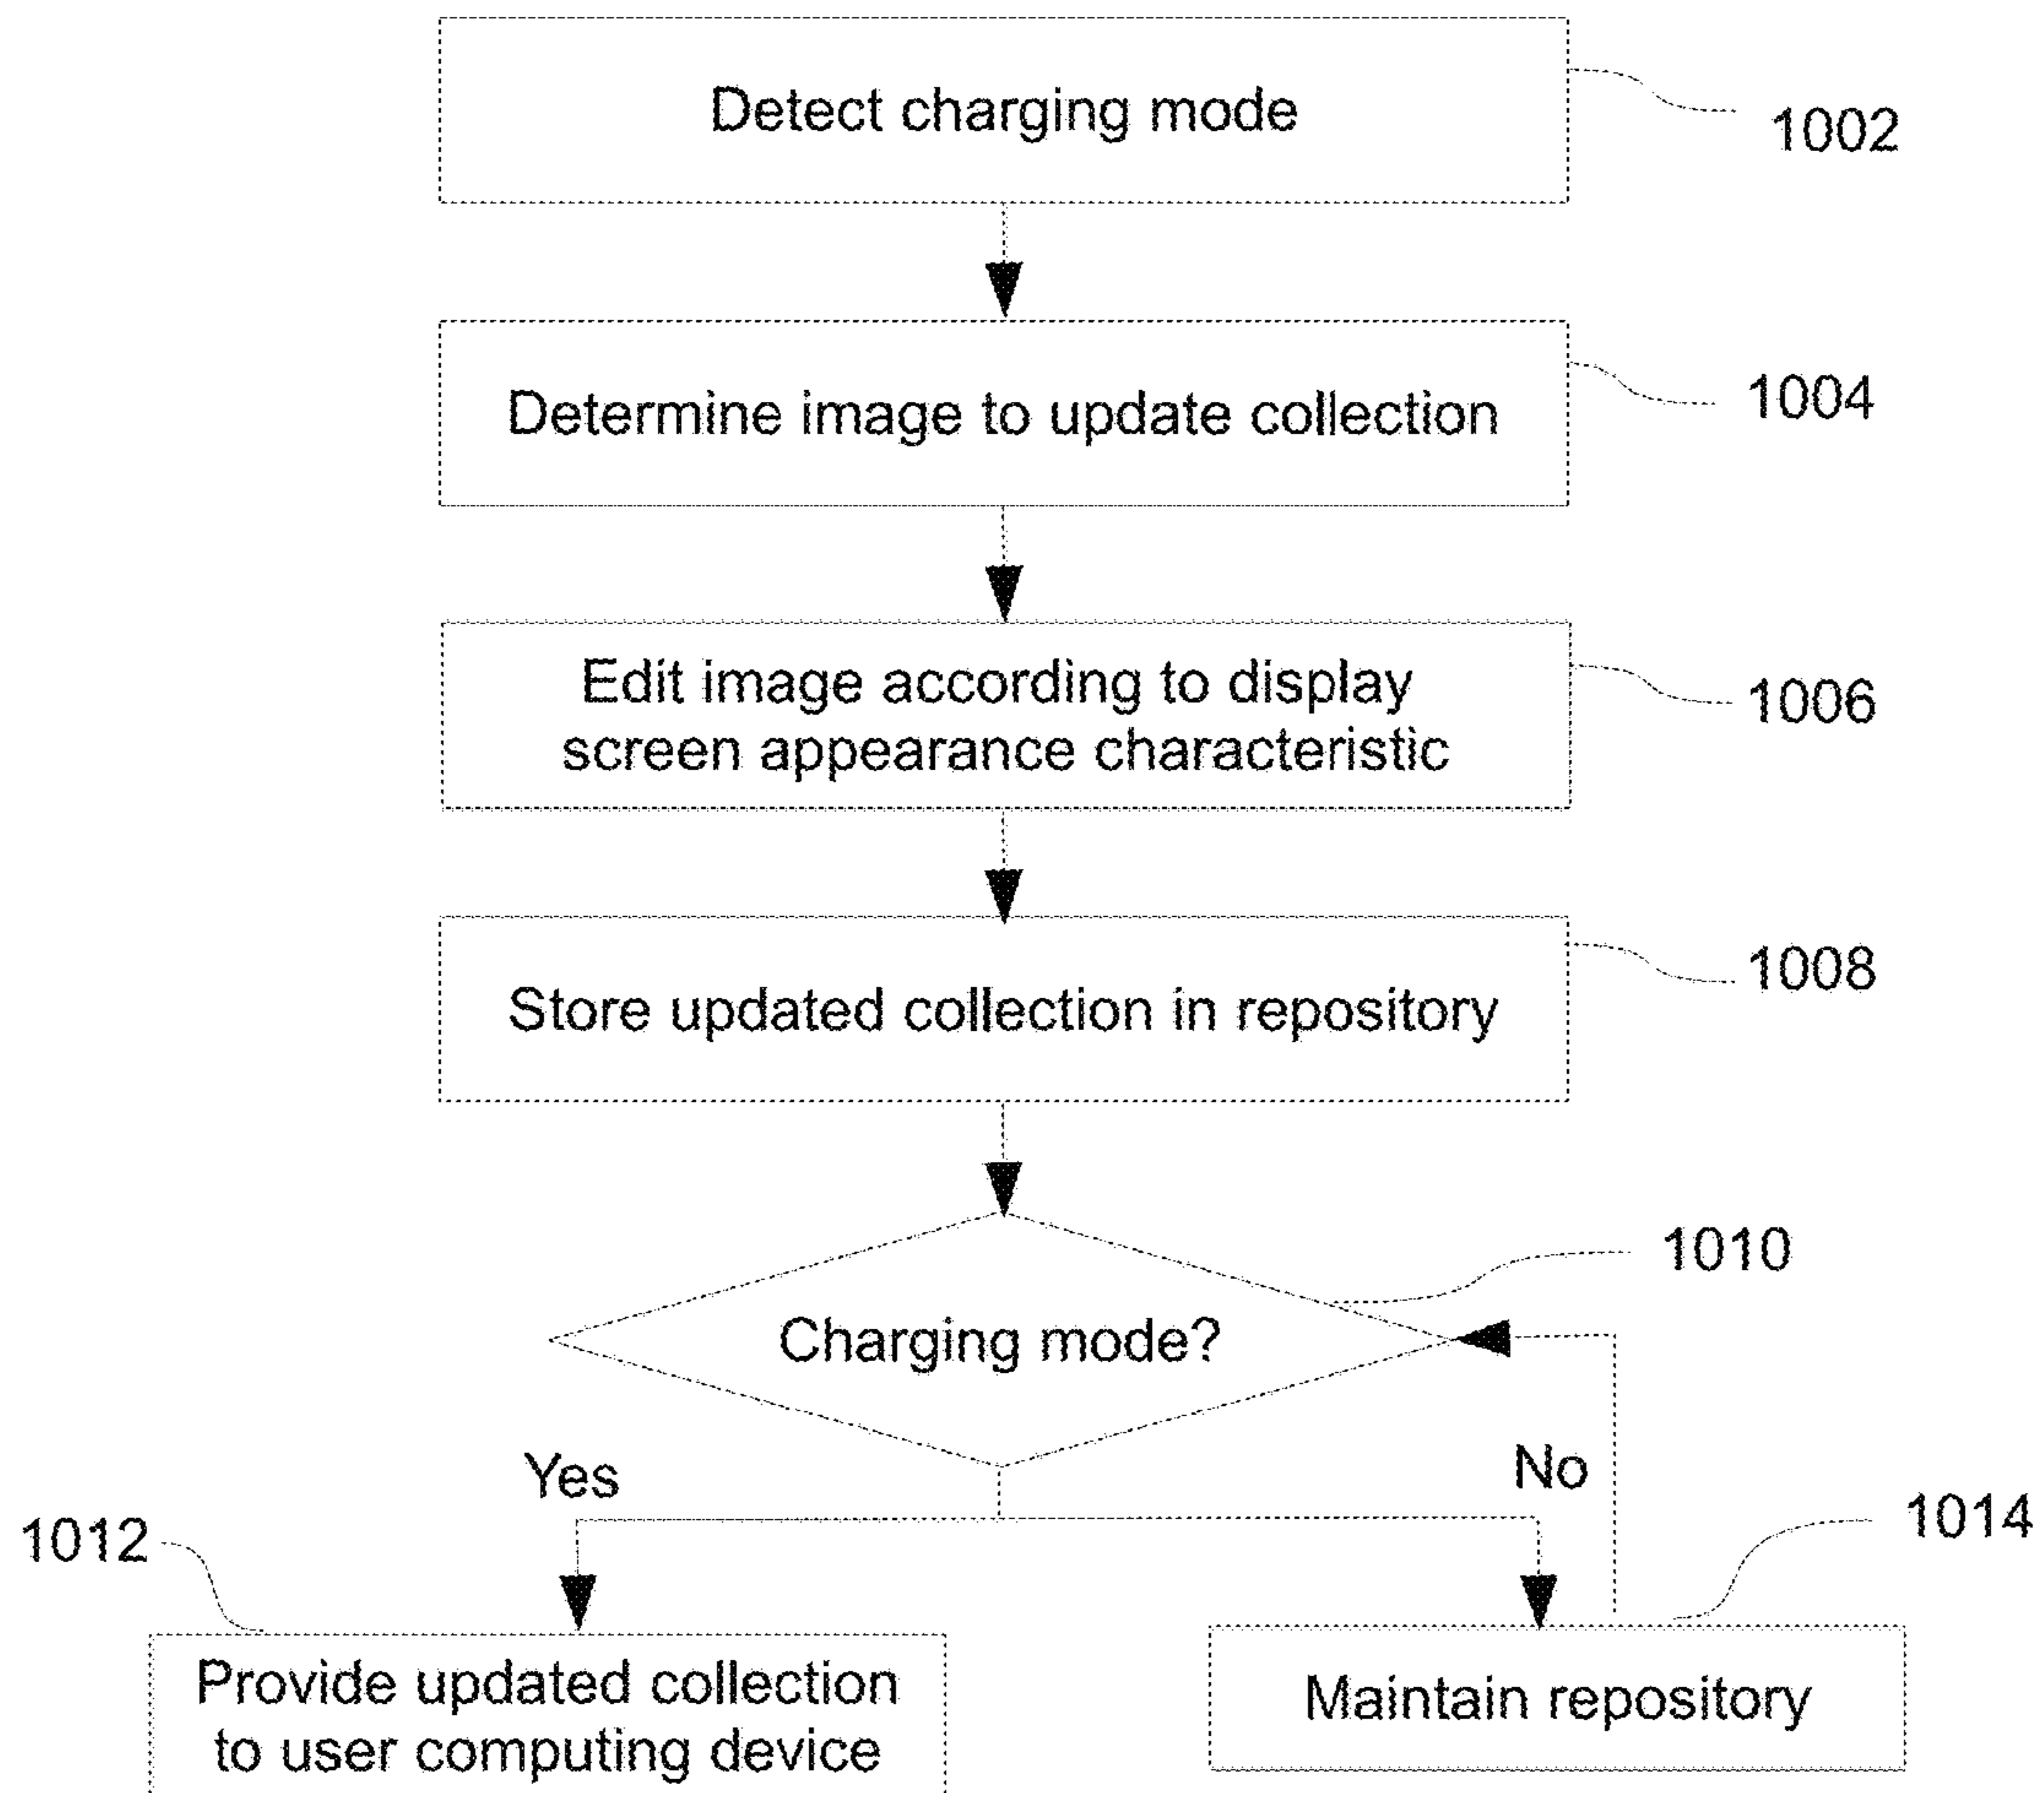 Detect charging mode
1002
Determine image to update collection
1004
Edit image according to display
screen appearance characteristic
1006
Store updated collection in repository
1008
Charging mode?
1010
Yes
No
1012
1014
Provide updated collection
to user computing device
Maintain repository